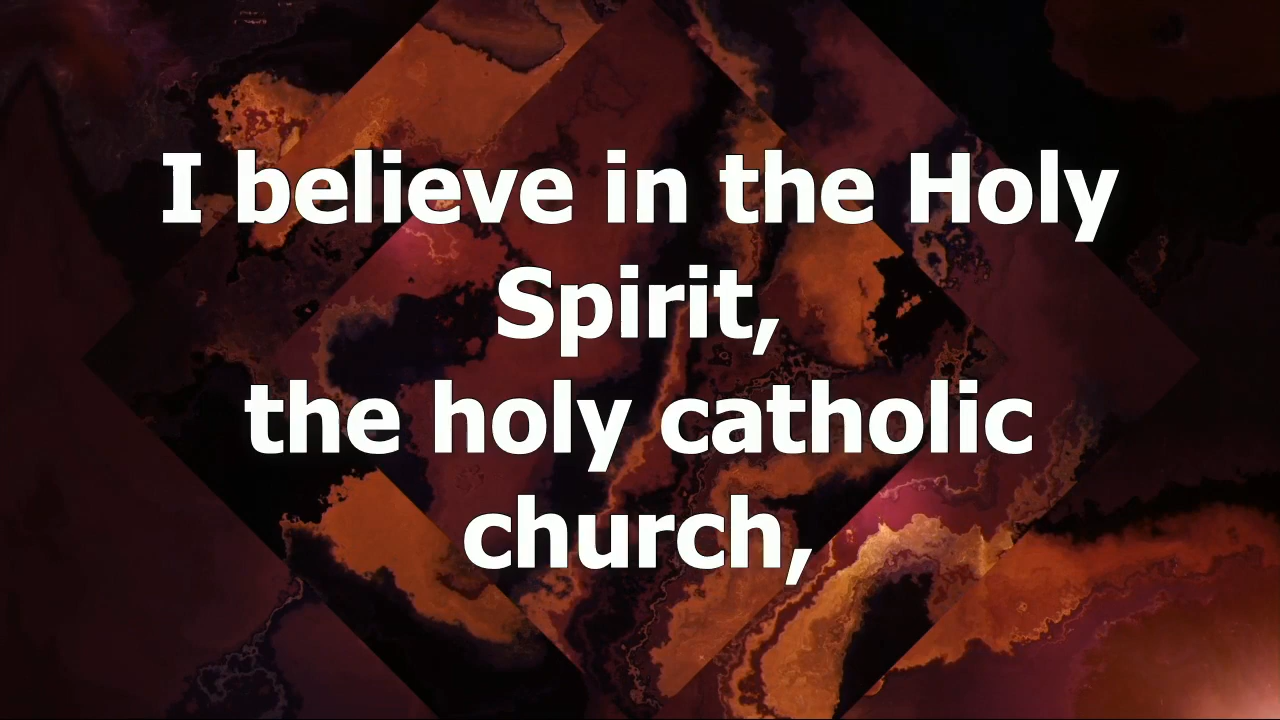 I believe in the Holy
Spirit,
the holy catholic
church,